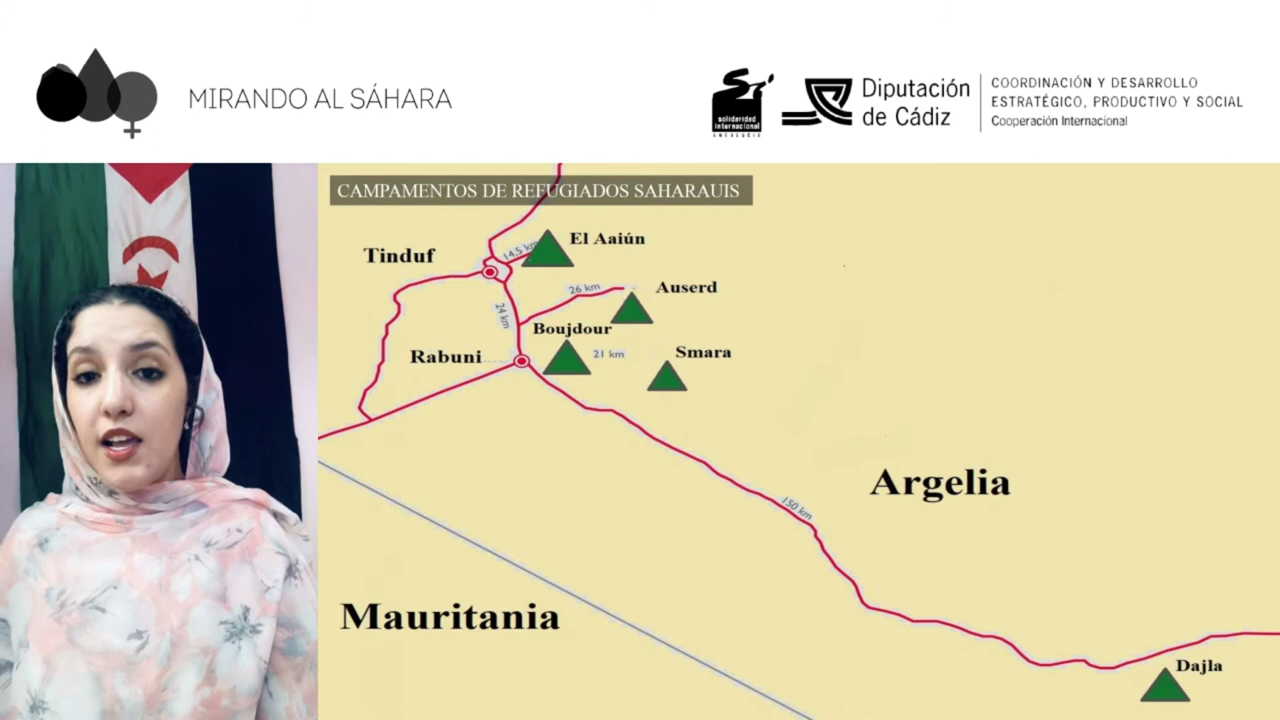 MIRANDO AL SÁHARA
solidaridad
internacional
ANDALUCIA
Diputación
de Cádiz
COORDINACIÓN Y DESARROLLO
ESTRATÉGICO, PRODUCTIVO Y SOCIAL
Cooperación Internacional
CAMPAMENTOS DE REFUGIADOS SAHARAUIS
Tinduf
14,5 km
El Aaiún
26 km
Auserd
24 km
Boujdour
Rabuni
21 km
Smara
Argelia
150 km
Mauritania
Dajla